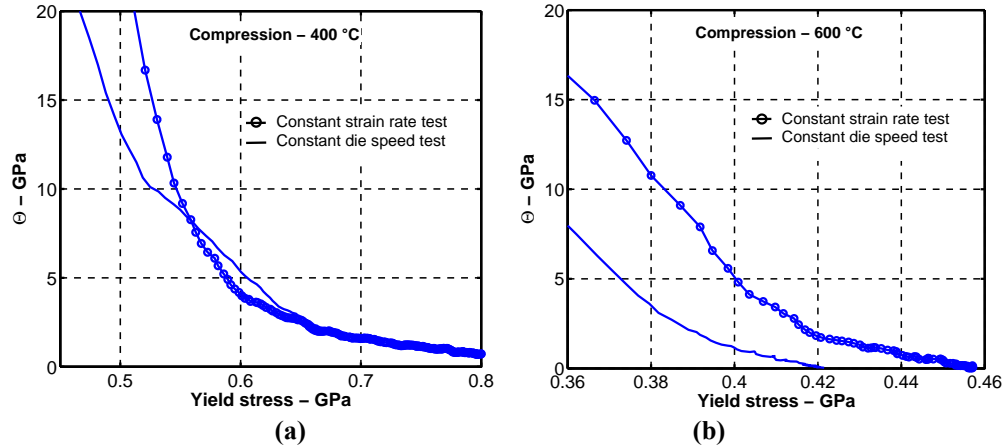 20
15
10
5
0
Θ – GPa
Compression – 400 °C
Constant strain rate test
Constant die speed test
0.5
0.6
0.7
0.8
Yield stress – GPa
(a)
20
15
10
5
0
Θ – GPa
Compression – 600 °C
Constant strain rate test
Constant die speed test
0.36
0.38
0.4
0.42
0.44
0.46
Yield stress – GPa
(b)